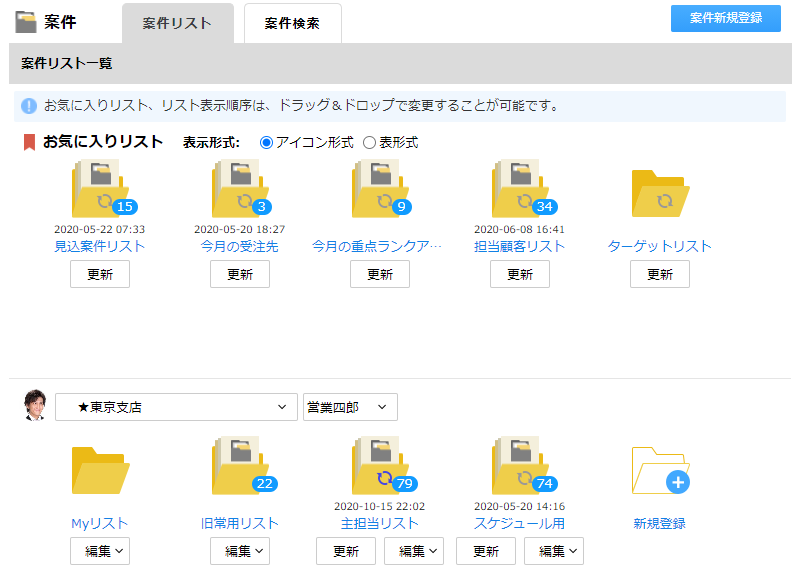 案件 案件リスト 案件検索 案件新規登録
案件リスト一覧
お気に入りリスト、リスト表示順序は、ドラッグ＆ドロップで変更することが可能です。
お気に入りリスト 表示形式: アイコン形式 表形式
15 3 9 34
2020-05-22 07:33 2020-05-20 18:27 2020-06-08 16:41
見込案件リスト 今月の受注先 今月の重点ランクア… 担当顧客リスト ターゲットリスト
更新 更新 更新 更新 更新
★東京支店 営業四郎
22 79 74
2020-10-15 22:02 2020-05-20 14:16
Myリスト 旧常用リスト 主担当リスト スケジュール用 新規登録
編集 編集 更新 編集 更新 編集